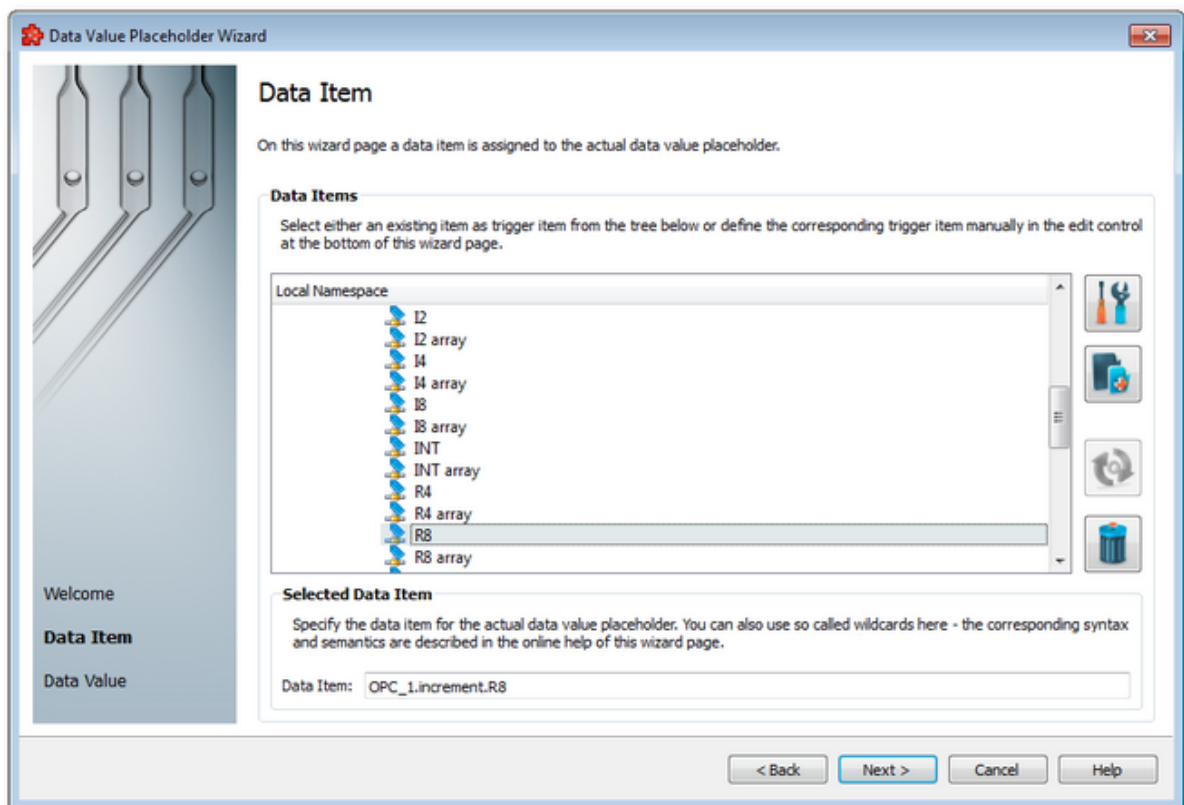 Data Value Placeholder Wizard
Data Item
On this wizard page a data item is assigned to the actual data value placeholder.
Data Items
Select either an existing item as trigger item from the tree below or define the corresponding trigger item manually in the edit control
at the bottom of this wizard page.
Local Namespace
I2
I2 array
I4
I4 array
I8
I8 array
INT
INT array
R4
R4 array
R8
R8 array
Welcome
Data Item
Data Value
Selected Data Item
Specify the data item for the actual data value placeholder. You can also use so called wildcards here - the corresponding syntax
and semantics are described in the online help of this wizard page.
Data Item: OPC_1.increment.R8
< Back Next > Cancel Help